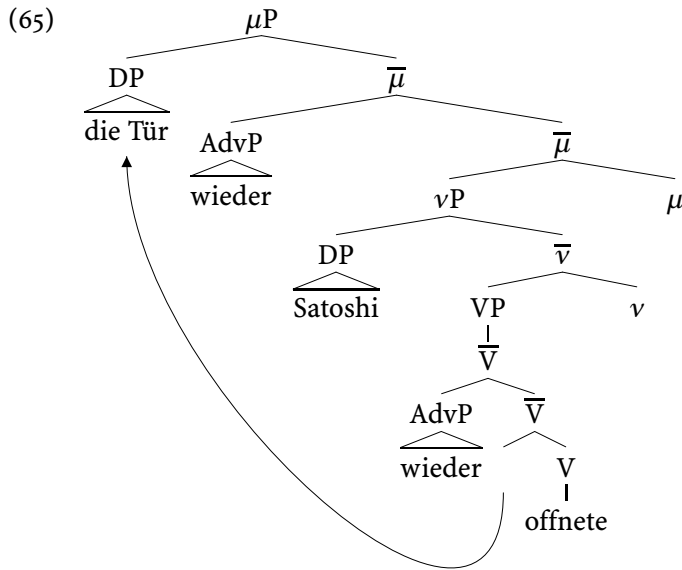 (65)
μP
DP
μ̅
die Tür
AdvP
μ̅
wieder
νP
μ
DP
ν̅
Satoshi
VP
ν
V̅
AdvP
V̅
wieder
V
offnete